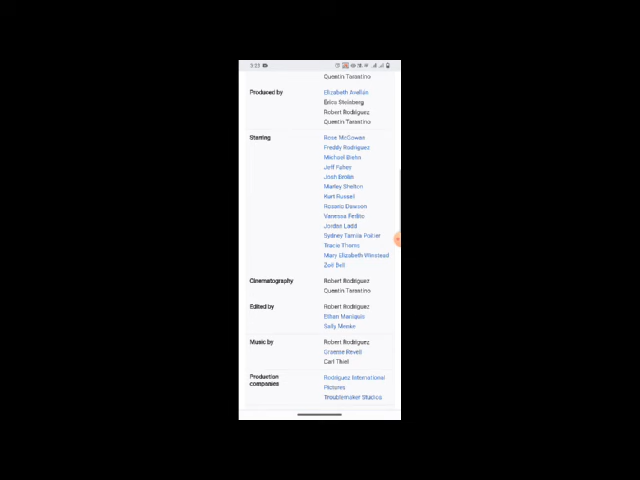 Quentin Tarantino
Produced by
Elizabeth Avellán
Erica Steinberg
Robert Rodriguez
Quentin Tarantino
Starring
Rose McGowan
Freddy Rodriguez
Michael Biehn
Jeff Fahey
Josh Brolin
Marley Shelton
Kurt Russell
Rosario Dawson
Vanessa Ferlito
Jordan Ladd
Sydney Tamiia Poitier
Tracie Thoms
Mary Elizabeth Winstead
Zoë Bell
Cinematography
Robert Rodriguez
Quentin Tarantino
Edited by
Robert Rodriguez
Ethan Maniquis
Sally Menke
Music by
Robert Rodriguez
Graeme Revell
Carl Thiel
Production
companies
Rodriguez International
Pictures
Troublemaker Studios